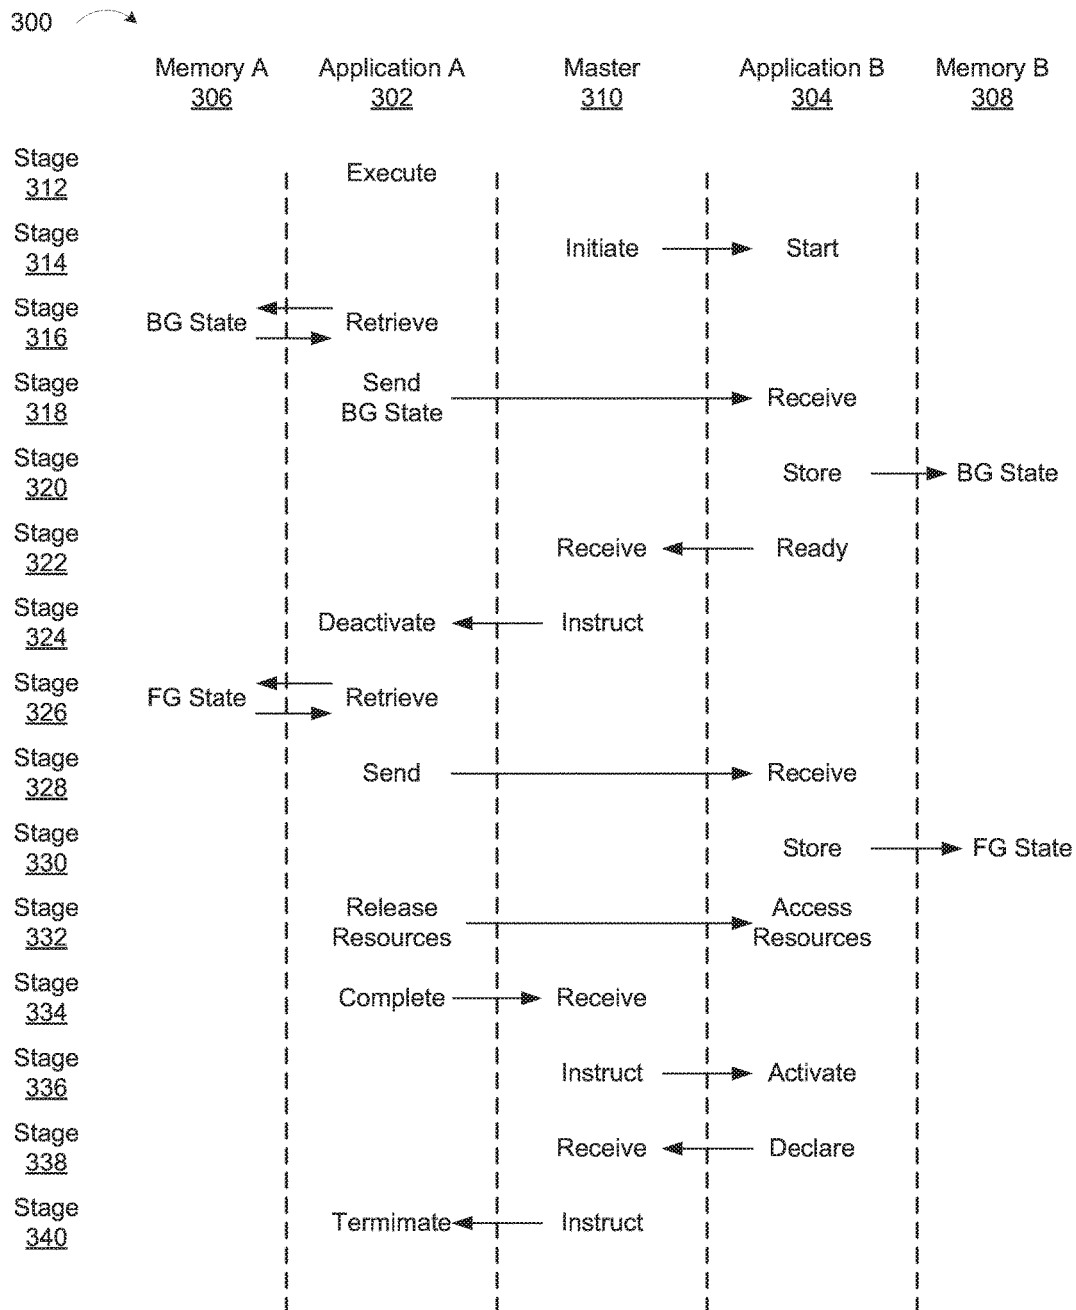 300
Memory A Application A Master Application B Memory B
306 302 310 304 308
Stage
312
Execute
Stage
314
Initiate Start
Stage
316
BG State Retrieve
Stage
318
Send
BG State
Receive
Stage
320
Store BG State
Stage
322
Receive Ready
Stage
324
Deactivate Instruct
Stage
326
FG State Retrieve
Stage
328
Send Receive
Stage
330
Store FG State
Stage
332
Release
Resources
Access
Resources
Stage
334
Complete Receive
Stage
336
Instruct Activate
Stage
338
Receive Declare
Stage
340
Termimate Instruct